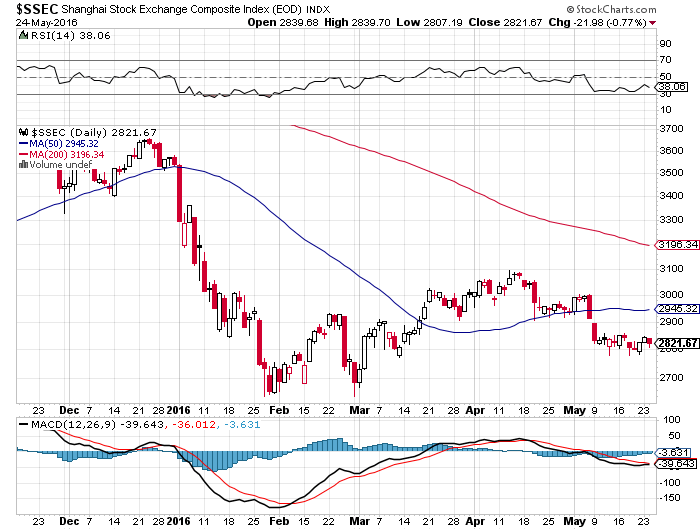 $SSEC Shanghai Stock Exchange Composite Index (EOD) INDX © StockCharts.com
24-May-2016 Open 2839.68 High 2839.70 Low 2807.19 Close 2821.67 Chg -21.98 (-0.77%)
RSI(14) 38.06
90
70
50
38.06
30
10
$SSEC (Daily) 2821.67
MA(50) 2945.32
MA(200) 3196.34
Volume undef
3700
3600
3500
3400
3300
3196.34
3100
3000
2945.32
2900
2821.67
2800
2700
23 Dec 7 14 21 28 2016 11 18 25 Feb 15 22 Mar 7 14 21 28 Apr 11 18 25 May 9 16 23
MACD(12,26,9) -39.643, -36.012, -3.631
100
50
-3.631
-39.643
-100
-150
23 Dec 7 14 21 28 2016 11 18 25 Feb 15 22 Mar 7 14 21 28 Apr 11 18 25 May 9 16 23